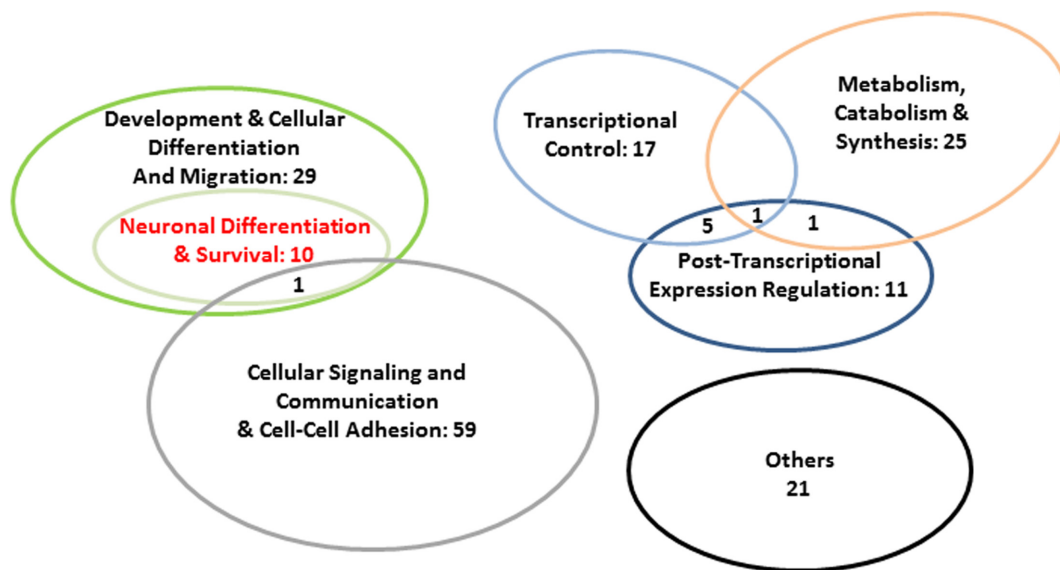 Development & Cellular
Differentiation
And Migration: 29
Neuronal Differentiation
& Survival: 10
1
Cellular Signaling and
Communication
& Cell-Cell Adhesion: 59
Transcriptional
Control: 17
Metabolism,
Catabolism &
Synthesis: 25
5
1
1
Post-Transcriptional
Expression Regulation: 11
Others
21